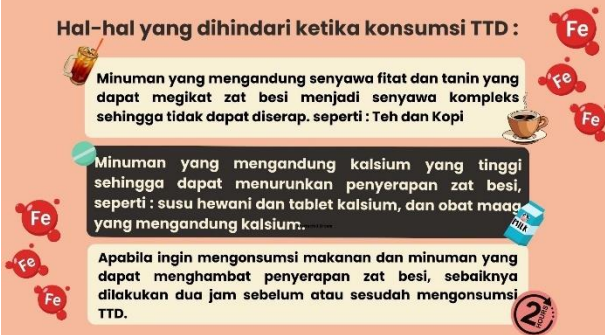 Hal-hal yang dihindari ketika konsumsi TTD :
Fe
Minuman yang mengandung senyawa fitat dan tanin yang
dapat megikat zat besi menjadi senyawa kompleks
sehingga tidak dapat diserap. seperti : Teh dan Kopi
Fe
Fe
Minuman yang mengandung kalsium yang tinggi
sehingga dapat menurunkan penyerapan zat besi,
seperti : susu hewani dan tablet kalsium, dan obat maag
yang mengandung kalsium.
MILK
Fe
Fe
Fe
Apabila ingin mengonsumsi makanan dan minuman yang
dapat menghambat penyerapan zat besi, sebaiknya
dilakukan dua jam sebelum atau sesudah mengonsumsi
TTD.
2 HOURS